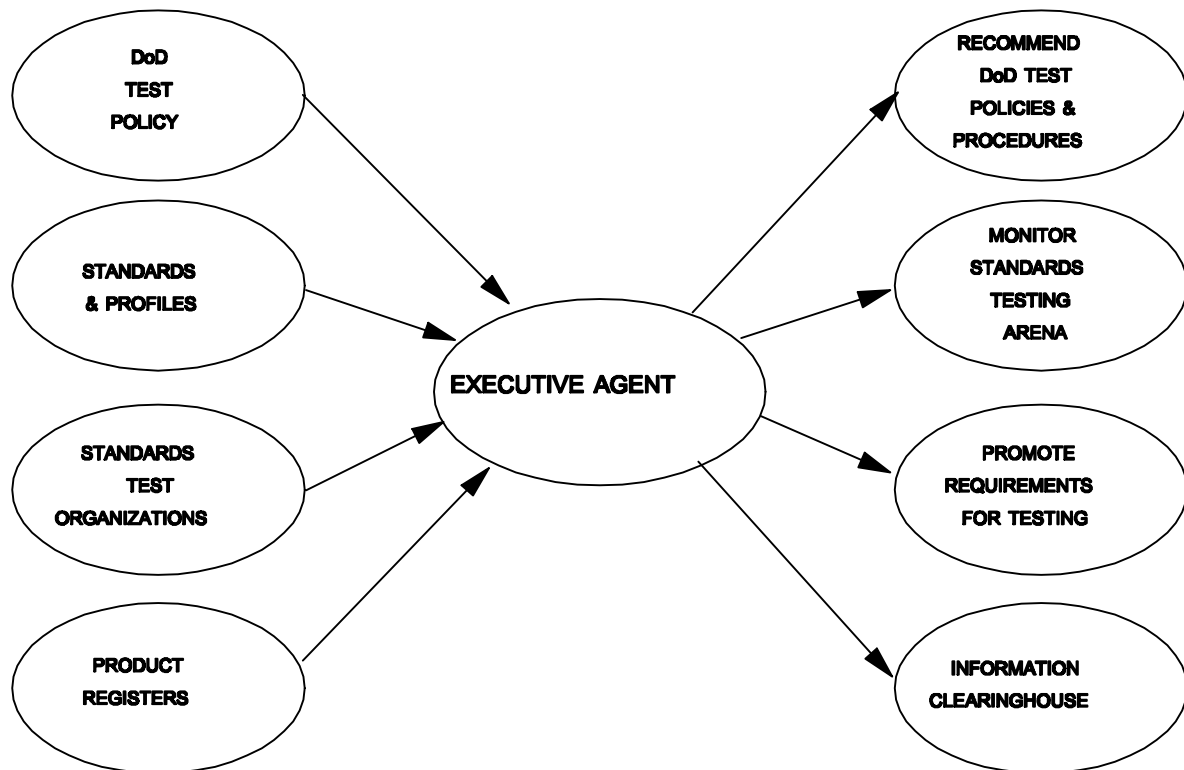 DoD
TEST
POLICY
STANDARDS
& PROFILES
STANDARDS
TEST
ORGANIZATIONS
PRODUCT
REGISTERS
EXECUTIVE AGENT
RECOMMEND
DoD TEST
POLICIES &
PROCEDURES
MONITOR
STANDARDS
TESTING
ARENA
PROMOTE
REQUIREMENTS
FOR TESTING
INFORMATION
CLEARINGHOUSE